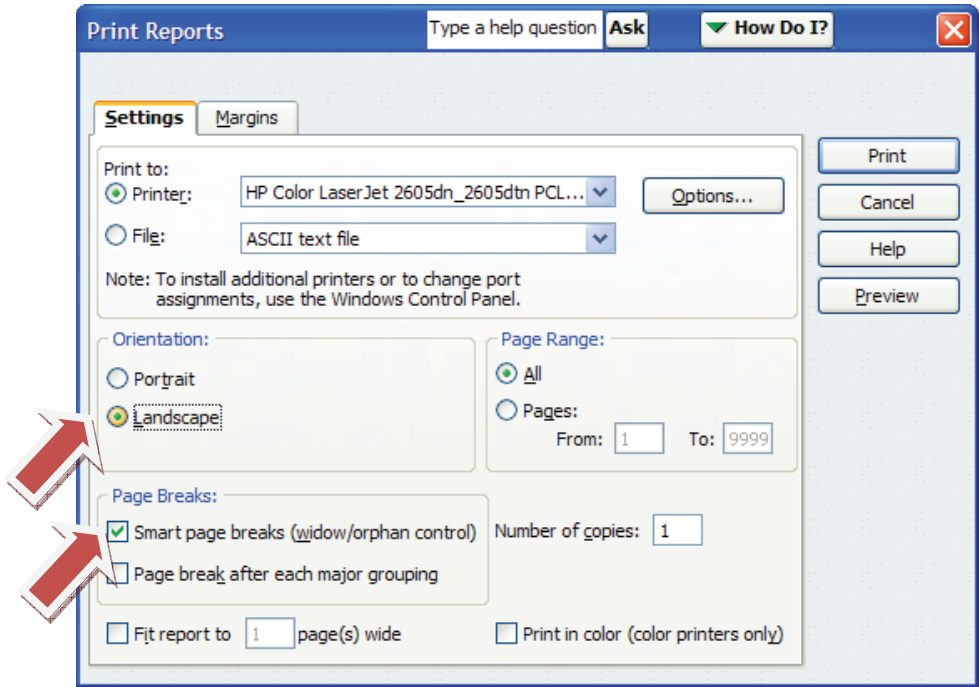 Print Reports Type a help question Ask How Do I?
Settings Margins
Print to:
Printer: HP Color LaserJet 2605dn_2605dtn PCL... Options...
File: ASCII text file
Note: To install additional printers or to change port
assignments, use the Windows Control Panel.
Print
Cancel
Help
Preview
Orientation:
Portrait
Landscape
Page Range:
All
Pages:
From: 1 To: 9999
Page Breaks:
Smart page breaks (widow/orphan control)
Page break after each major grouping
Number of copies: 1
Fit report to 1 page(s) wide
Print in color (color printers only)